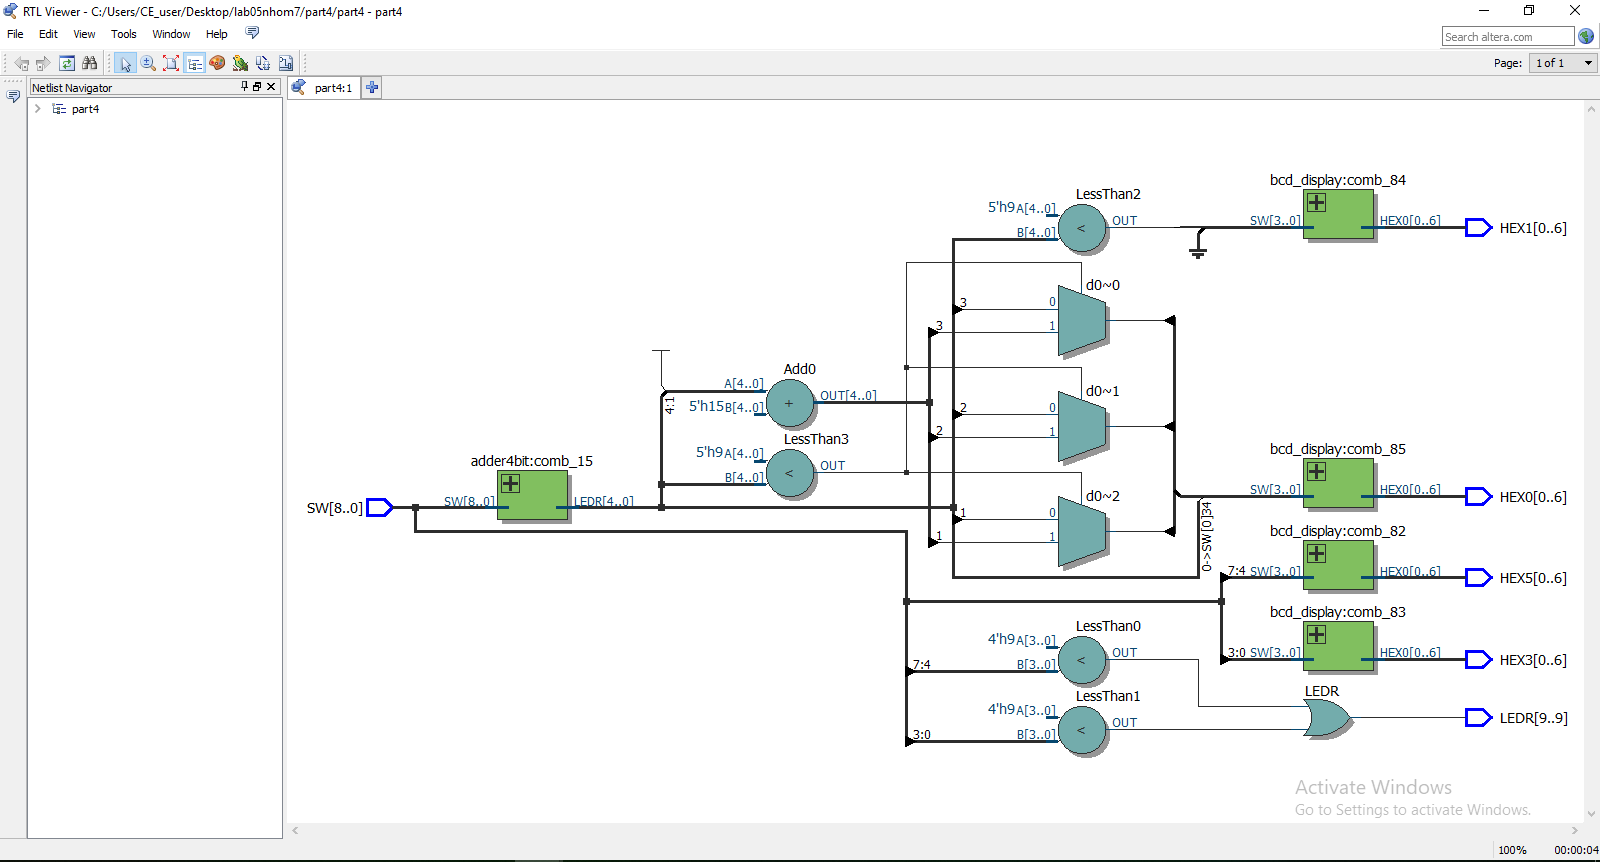 RTL Viewer - C:/Users/CE_user/Desktop/lab05nhom7/part4/part4 - part4
File Edit View Tools Window Help
Search altera.com
Page: 1 of 1
Netlist Navigator
part4
part4:1
LessThan2
5'h9 A[4..0]
B[4..0]
<
OUT
bcd_display:comb_84
SW[3..0]
HEX0[0..6]
HEX1[0..6]
d0~0
3
0
3
1
Add0
A[4..0]
5'h15 B[4..0]
+
OUT[4..0]
4:1
d0~1
2
0
2
1
LessThan3
5'h9 A[4..0]
B[4..0]
<
OUT
bcd_display:comb_85
SW[3..0]
HEX0[0..6]
HEX0[0..6]
adder4bit:comb_15
SW[8..0]
SW[8..0]
LEDR[4..0]
d0~2
1
0
1
1
0->SW[0]34
bcd_display:comb_82
7:4 SW[3..0]
HEX0[0..6]
HEX5[0..6]
bcd_display:comb_83
3:0 SW[3..0]
HEX0[0..6]
HEX3[0..6]
LessThan0
4'h9 A[3..0]
7:4
B[3..0]
<
OUT
LessThan1
4'h9 A[3..0]
3:0
B[3..0]
<
OUT
LEDR
LEDR[9..9]
Activate Windows
Go to Settings to activate Windows.
100% 00:00:04